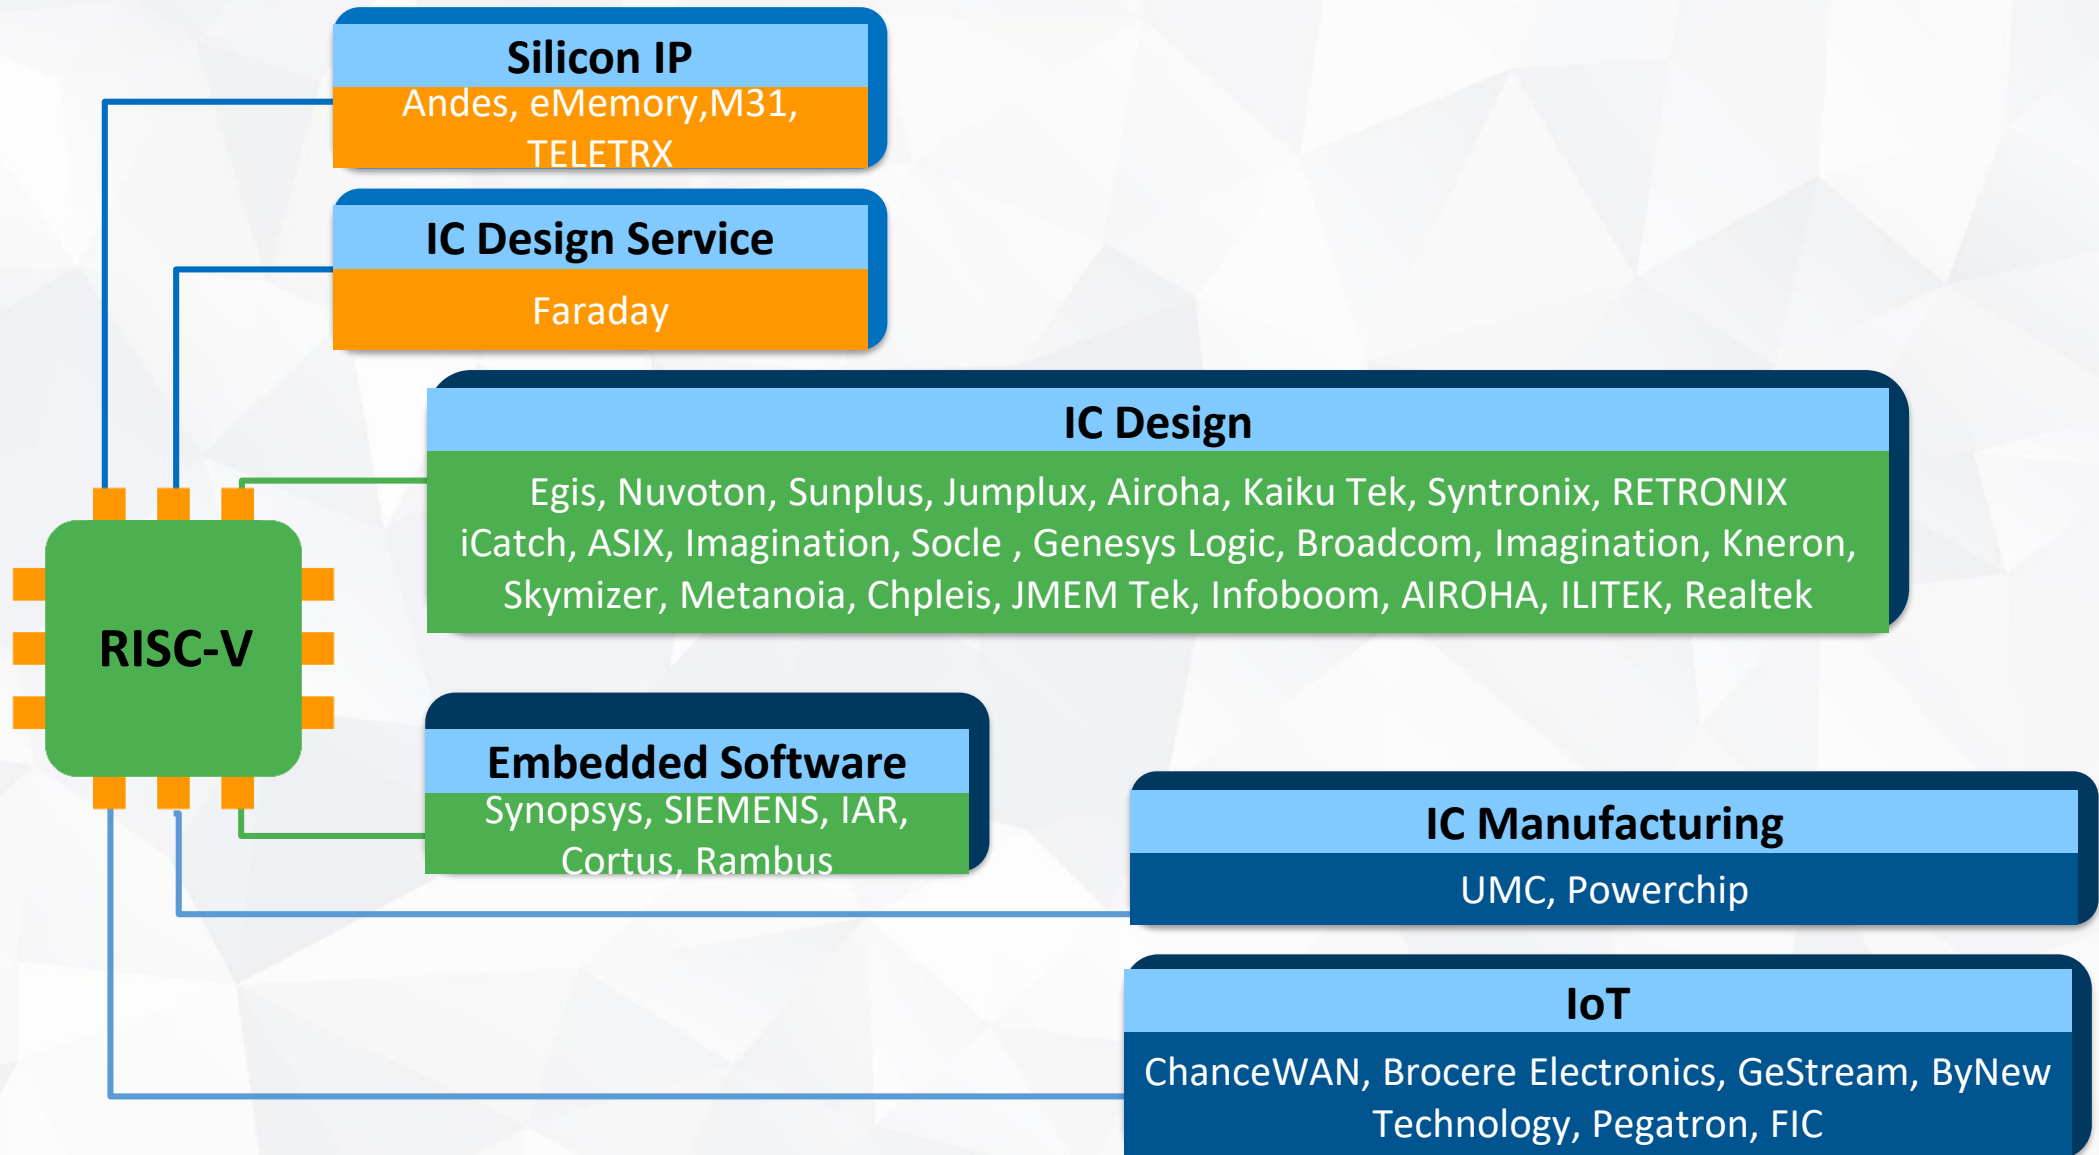 Silicon IP
Andes, eMemory,M31,
TELETRX
IC Design Service
Faraday
IC Design
Egis, Nuvoton, Sunplus, Jumplux, Airoha, Kaiku Tek, Syntronix, RETRONIX
iCatch, ASIX, Imagination, Socle , Genesys Logic, Broadcom, Imagination, Kneron,
Skymizer, Metanoia, Chpleis, JMEM Tek, Infoboom, AIROHA, ILITEK, Realtek
RISC-V
Embedded Software
Synopsys, SIEMENS, IAR,
Cortus, Rambus
IC Manufacturing
UMC, Powerchip
IoT
ChanceWAN, Brocere Electronics, GeStream, ByNew
Technology, Pegatron, FIC